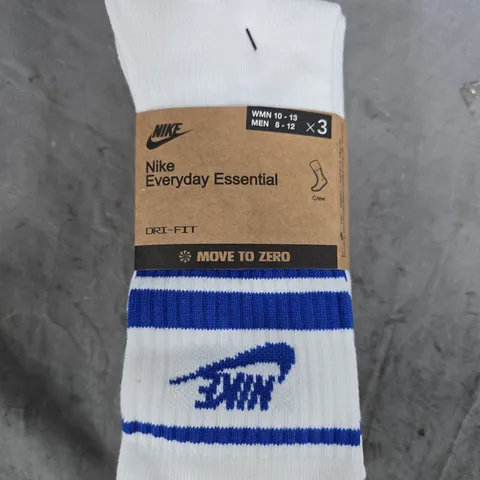 NIKE
WMN 10 - 13
MEN 8 - 12
x3
Nike
Everyday Essential
Crew
DRI-FIT
MOVE TO ZERO
NIKE